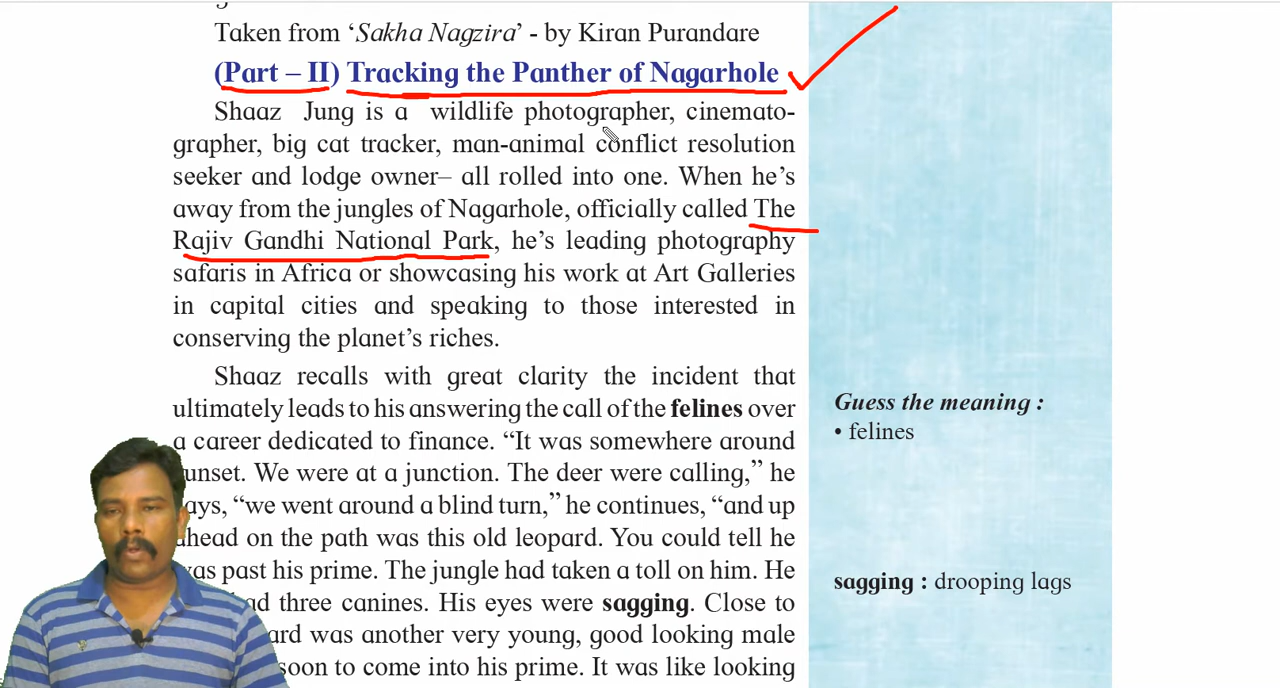 Taken from ‘Sakha Nagzira’ - by Kiran Purandare
(Part – II) Tracking the Panther of Nagarhole
Shaaz Jung is a wildlife photographer, cinemato-
grapher, big cat tracker, man-animal conflict resolution
seeker and lodge owner– all rolled into one. When he’s
away from the jungles of Nagarhole, officially called The
Rajiv Gandhi National Park, he’s leading photography
safaris in Africa or showcasing his work at Art Galleries
in capital cities and speaking to those interested in
conserving the planet’s riches.
Shaaz recalls with great clarity the incident that
ultimately leads to his answering the call of the felines over
a career dedicated to finance. “It was somewhere around
unset. We were at a junction. The deer were calling,” he
ays, “we went around a blind turn,” he continues, “and up
ahead on the path was this old leopard. You could tell he
was past his prime. The jungle had taken a toll on him. He
ad three canines. His eyes were sagging. Close to
ard was another very young, good looking male
soon to come into his prime. It was like looking
Guess the meaning :
• felines
sagging : drooping lags